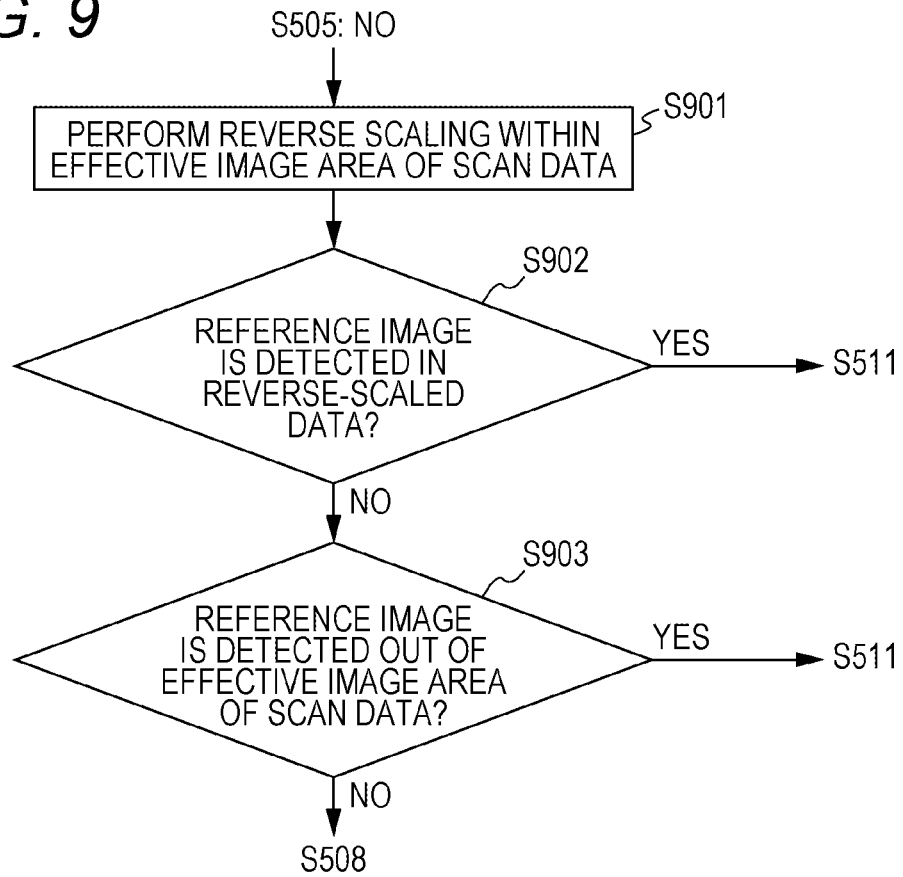 G. 9
S505: NO
S901
PERFORM REVERSE SCALING WITHIN
EFFECTIVE IMAGE AREA OF SCAN DATA
S902
REFERENCE IMAGE
IS DETECTED IN
REVERSE-SCALED
DATA?
YES
S511
NO
S903
REFERENCE IMAGE
IS DETECTED OUT OF
EFFECTIVE IMAGE AREA
OF SCAN DATA?
YES
S511
NO
S508